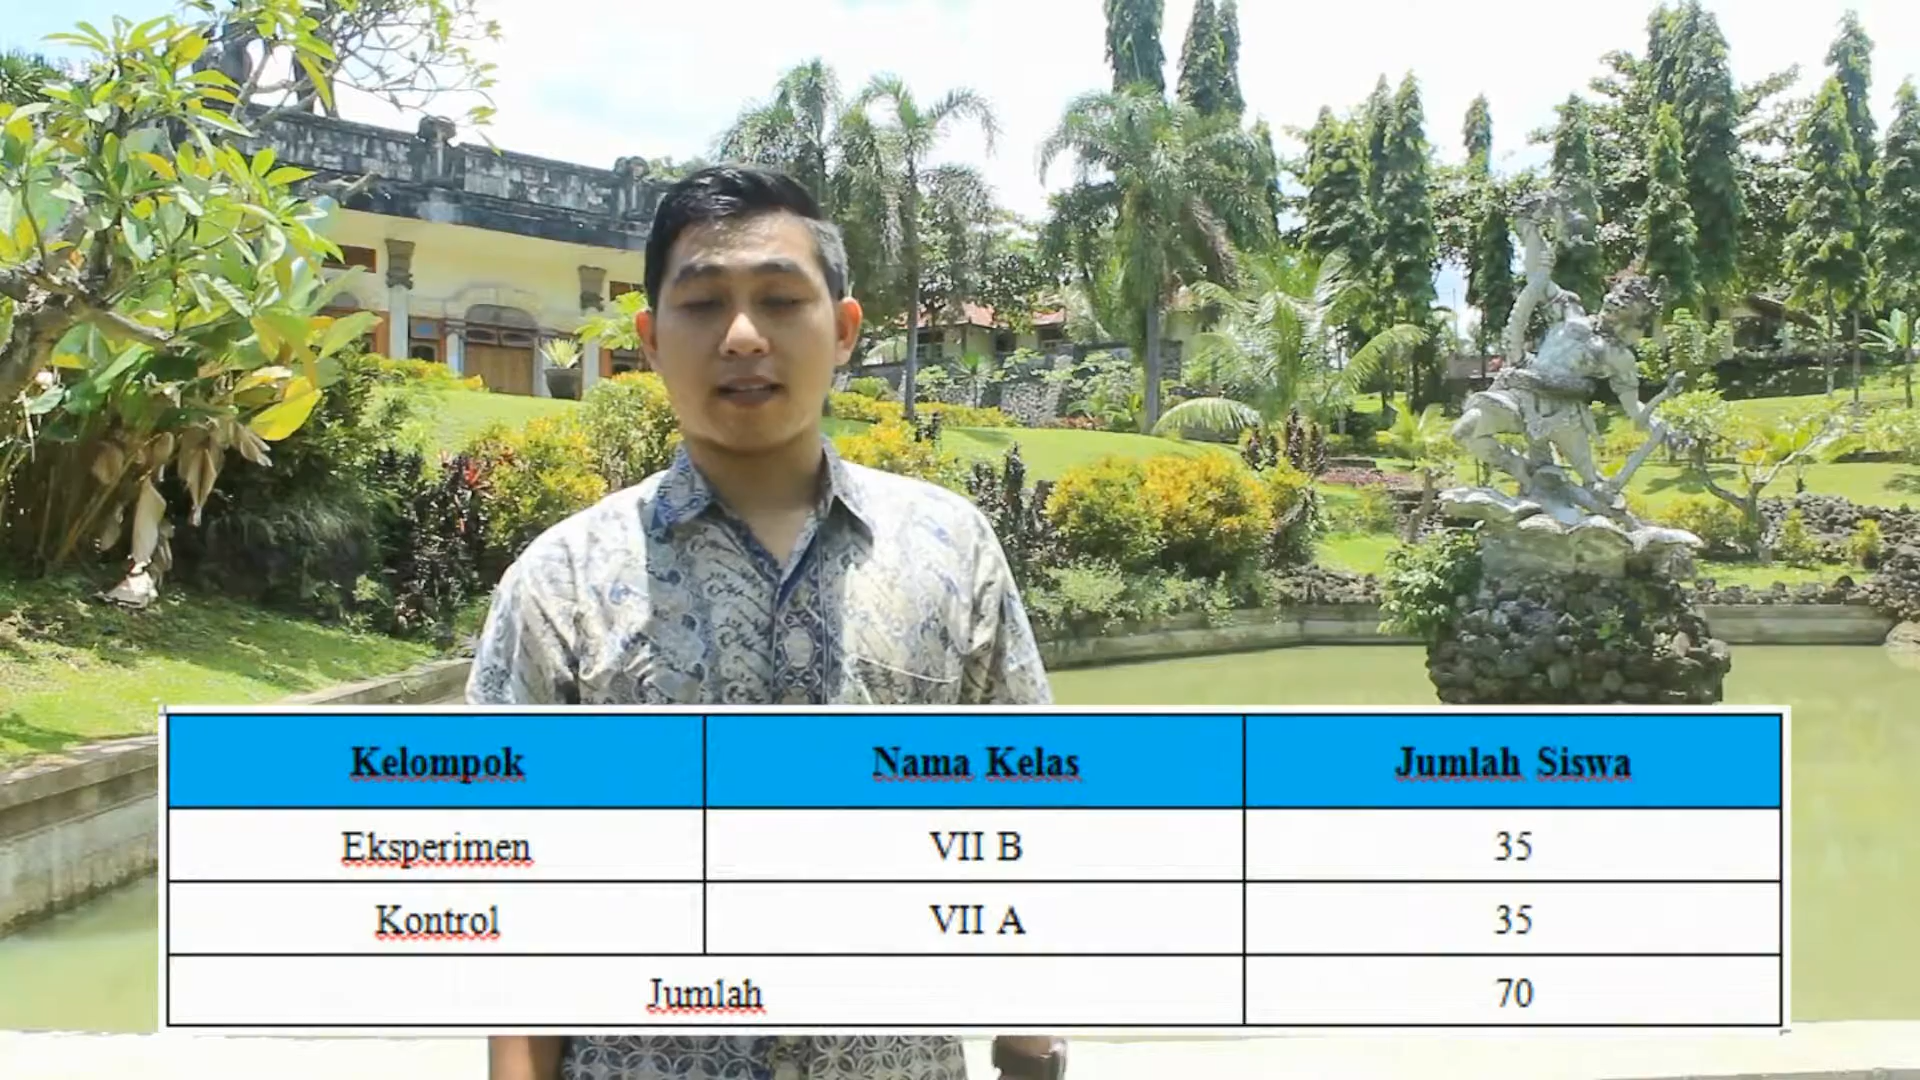 Kelompok Nama Kelas Jumlah Siswa
Eksperimen VII B 35
Kontrol VII A 35
Jumlah 70